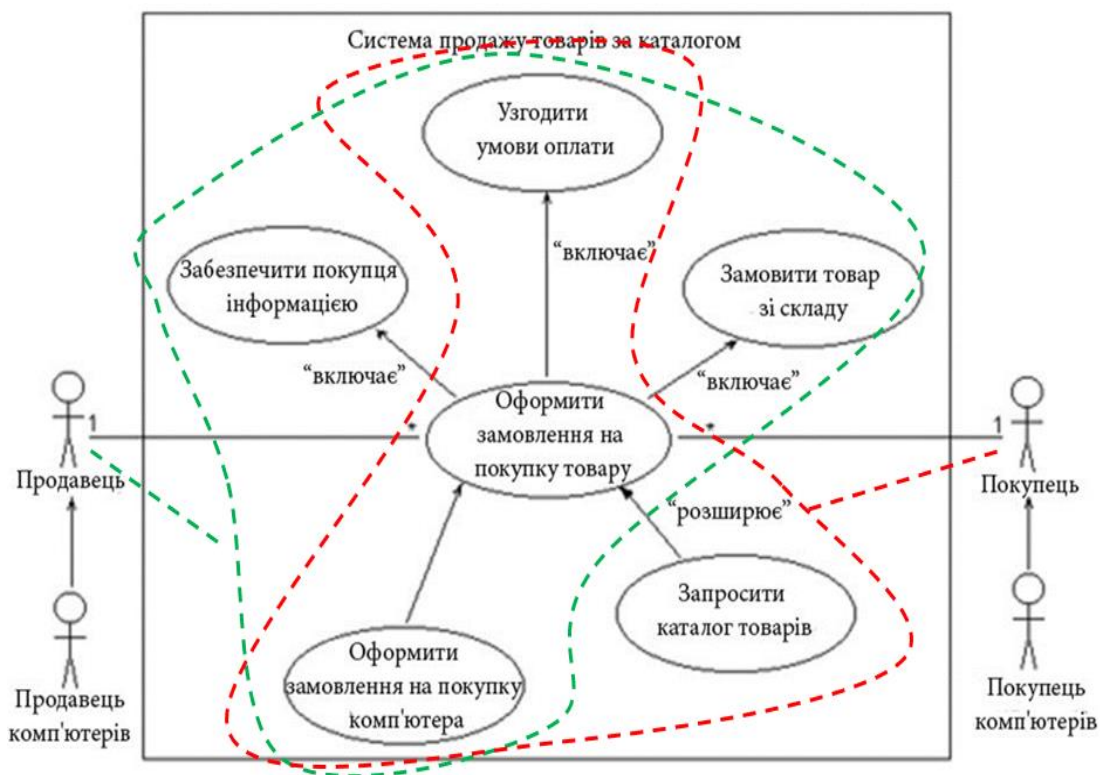 Система продажу товарів за каталогом
Узгодити
умови оплати
“включає”
Забезпечити покупця
інформацією
Замовити товар
зі складу
“включає”
“включає”
Оформити
замовлення на
покупку товару
1
*
*
1
Продавець
Покупець
“розширює”
Запросити
каталог товарів
Оформити
замовлення на покупку
комп'ютера
Продавець
комп'ютерів
Покупець
комп'ютерів